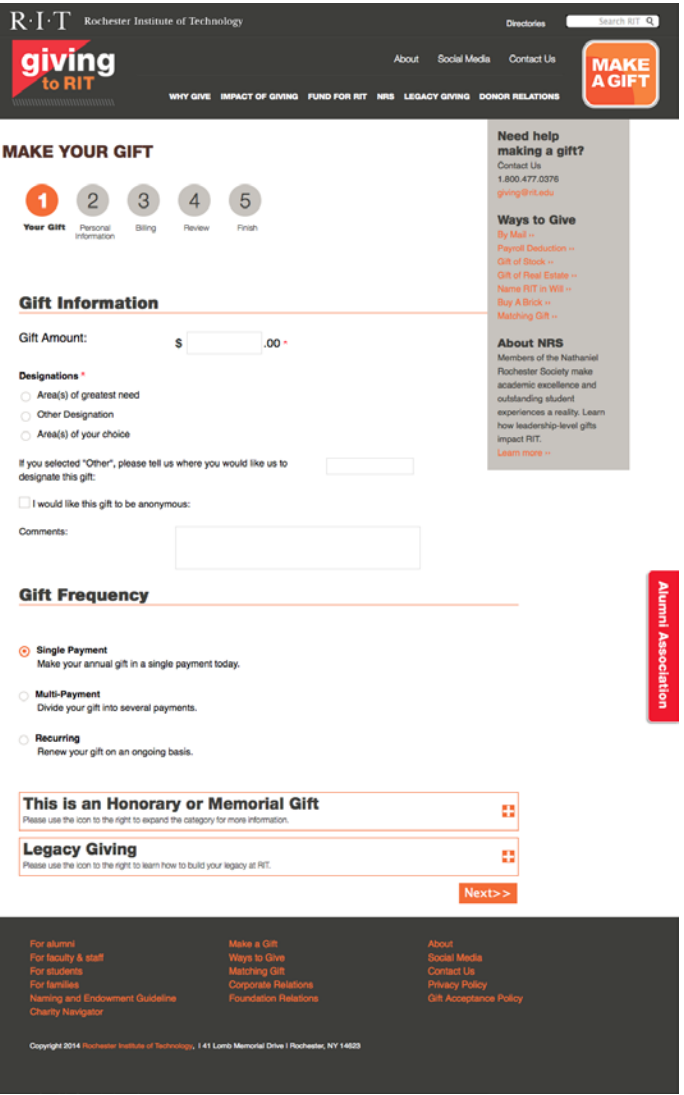 R·I·T Rochester Institute of Technology
Directories
Search RIT
giving
to RIT
About Social Media Contact Us
MAKE
A GIFT
WHY GIVE IMPACT OF GIVING FUND FOR RIT NRS LEGACY GIVING DONOR RELATIONS
MAKE YOUR GIFT
1 2 3 4 5
Your Gift Personal Information Billing Review Finish
Gift Information
Gift Amount: $ .00 *
Designations *
Area(s) of greatest need
Other Designation
Area(s) of your choice
If you selected "Other", please tell us where you would like us to
designate this gift:
I would like this gift to be anonymous:
Comments:
Gift Frequency
Single Payment
Make your annual gift in a single payment today.
Multi-Payment
Divide your gift into several payments.
Recurring
Renew your gift on an ongoing basis.
This is an Honorary or Memorial Gift
Please use the icon to the right to expand the category for more information.
Legacy Giving
Please use the icon to the right to learn how to build your legacy at RIT.
Next>>
Need help
making a gift?
Contact Us
1.800.477.0376
giving@rit.edu
Ways to Give
By Mail ››
Payroll Deduction ››
Gift of Stock ››
Gift of Real Estate ››
Name RIT in Will ››
Buy A Brick ››
Matching Gift ››
About NRS
Members of the Nathaniel
Rochester Society make
academic excellence and
outstanding student
experiences a reality. Learn
how leadership-level gifts
impact RIT.
Learn more ››
Alumni Association
For alumni
For faculty & staff
For students
For families
Naming and Endowment Guideline
Charity Navigator
Make a Gift
Ways to Give
Matching Gift
Corporate Relations
Foundation Relations
About
Social Media
Contact Us
Privacy Policy
Gift Acceptance Policy
Copyright 2014 Rochester Institute of Technology, | 41 Lomb Memorial Drive | Rochester, NY 14623